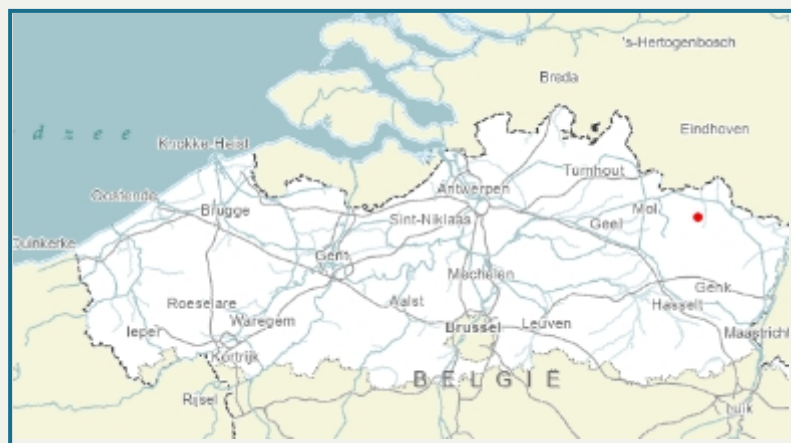 's-Hertogenbosch
Breda
d z e e
Eindhoven
Knokke-Heist
Turnhout
Oostende
Antwerpen
Brugge
Sint-Niklaas
Mol
Geel
Duinkerke
Gent
Mechelen
Genk
Roeselare
Aalst
Hasselt
Ieper
Waregem
Brussel
Leuven
Maastricht
Kortrijk
BELGIË
Rijsel
Luik